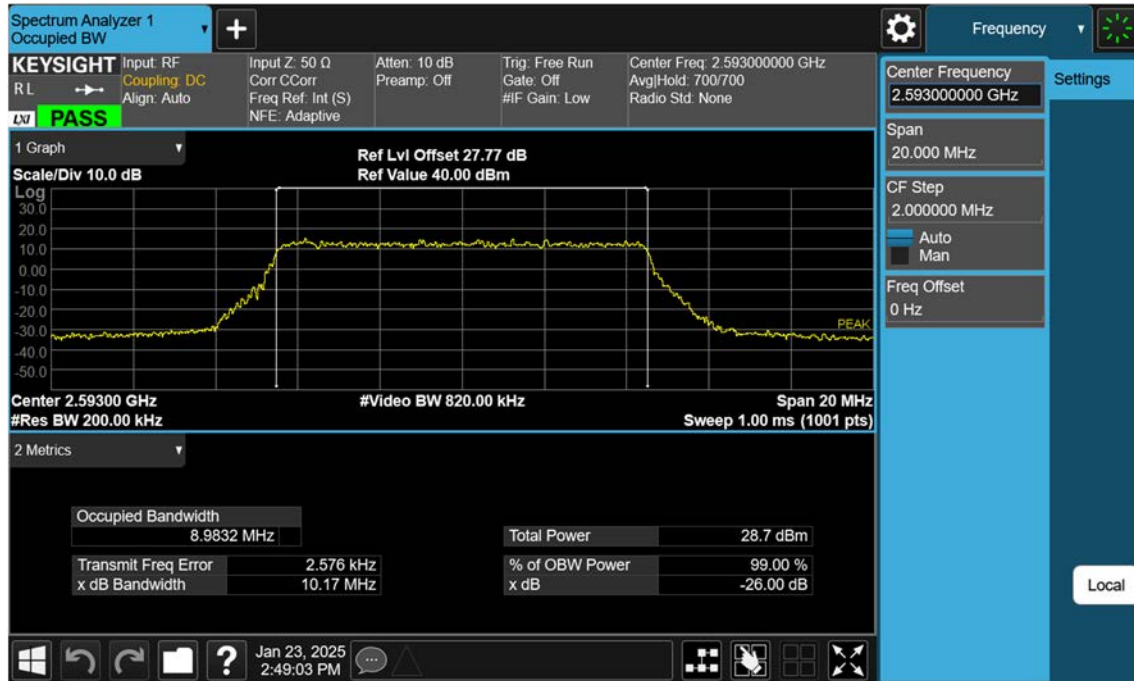 Spectrum Analyzer 1
Occupied BW
Frequency
KEYSIGHT
RL
LXI PASS
Input: RF
Coupling: DC
Align: Auto
Input Z: 50 Ω
Corr CCorr
Freq Ref: Int (S)
NFE: Adaptive
Atten: 10 dB
Preamp: Off
Trig: Free Run
Gate: Off
#IF Gain: Low
Center Freq: 2.593000000 GHz
Avg|Hold: 700/700
Radio Std: None
Center Frequency
2.593000000 GHz
Settings
Span
20.000 MHz
CF Step
2.000000 MHz
Auto
Man
Freq Offset
0 Hz
1 Graph
Scale/Div 10.0 dB
Ref Lvl Offset 27.77 dB
Ref Value 40.00 dBm
Log
30.0
20.0
10.0
0.00
-10.0
-20.0
-30.0
-40.0
-50.0
PEAK
Center 2.59300 GHz
#Video BW 820.00 kHz
Span 20 MHz
#Res BW 200.00 kHz
Sweep 1.00 ms (1001 pts)
2 Metrics
Occupied Bandwidth
8.9832 MHz
Total Power 28.7 dBm
Transmit Freq Error 2.576 kHz
% of OBW Power 99.00 %
x dB Bandwidth 10.17 MHz
x dB -26.00 dB
Local
?
Jan 23, 2025
2:49:03 PM